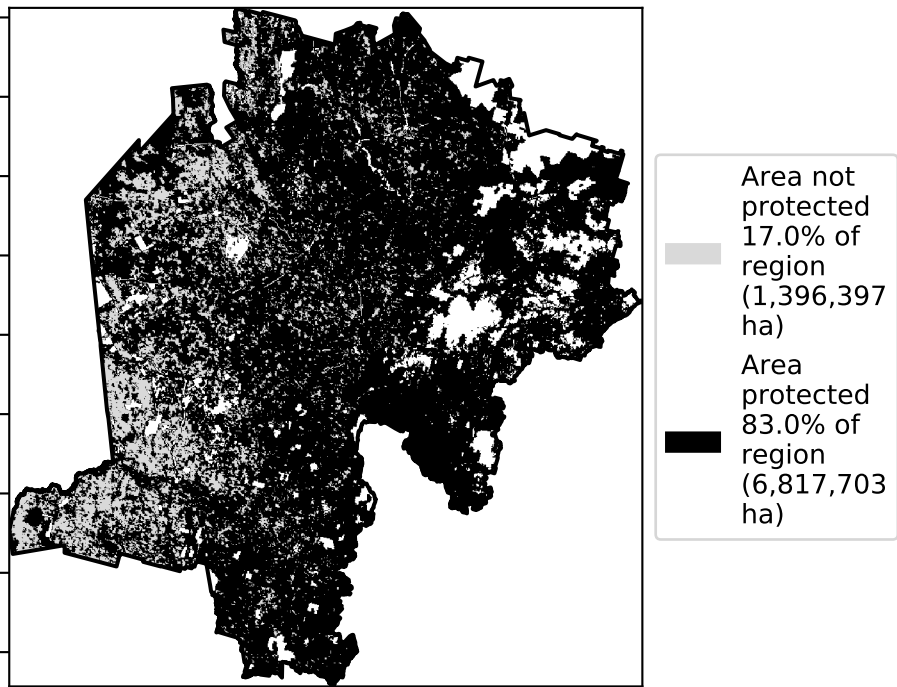 Area not
protected
17.0% of
region
(1,396,397
ha)
Area
protected
83.0% of
region
(6,817,703
ha)